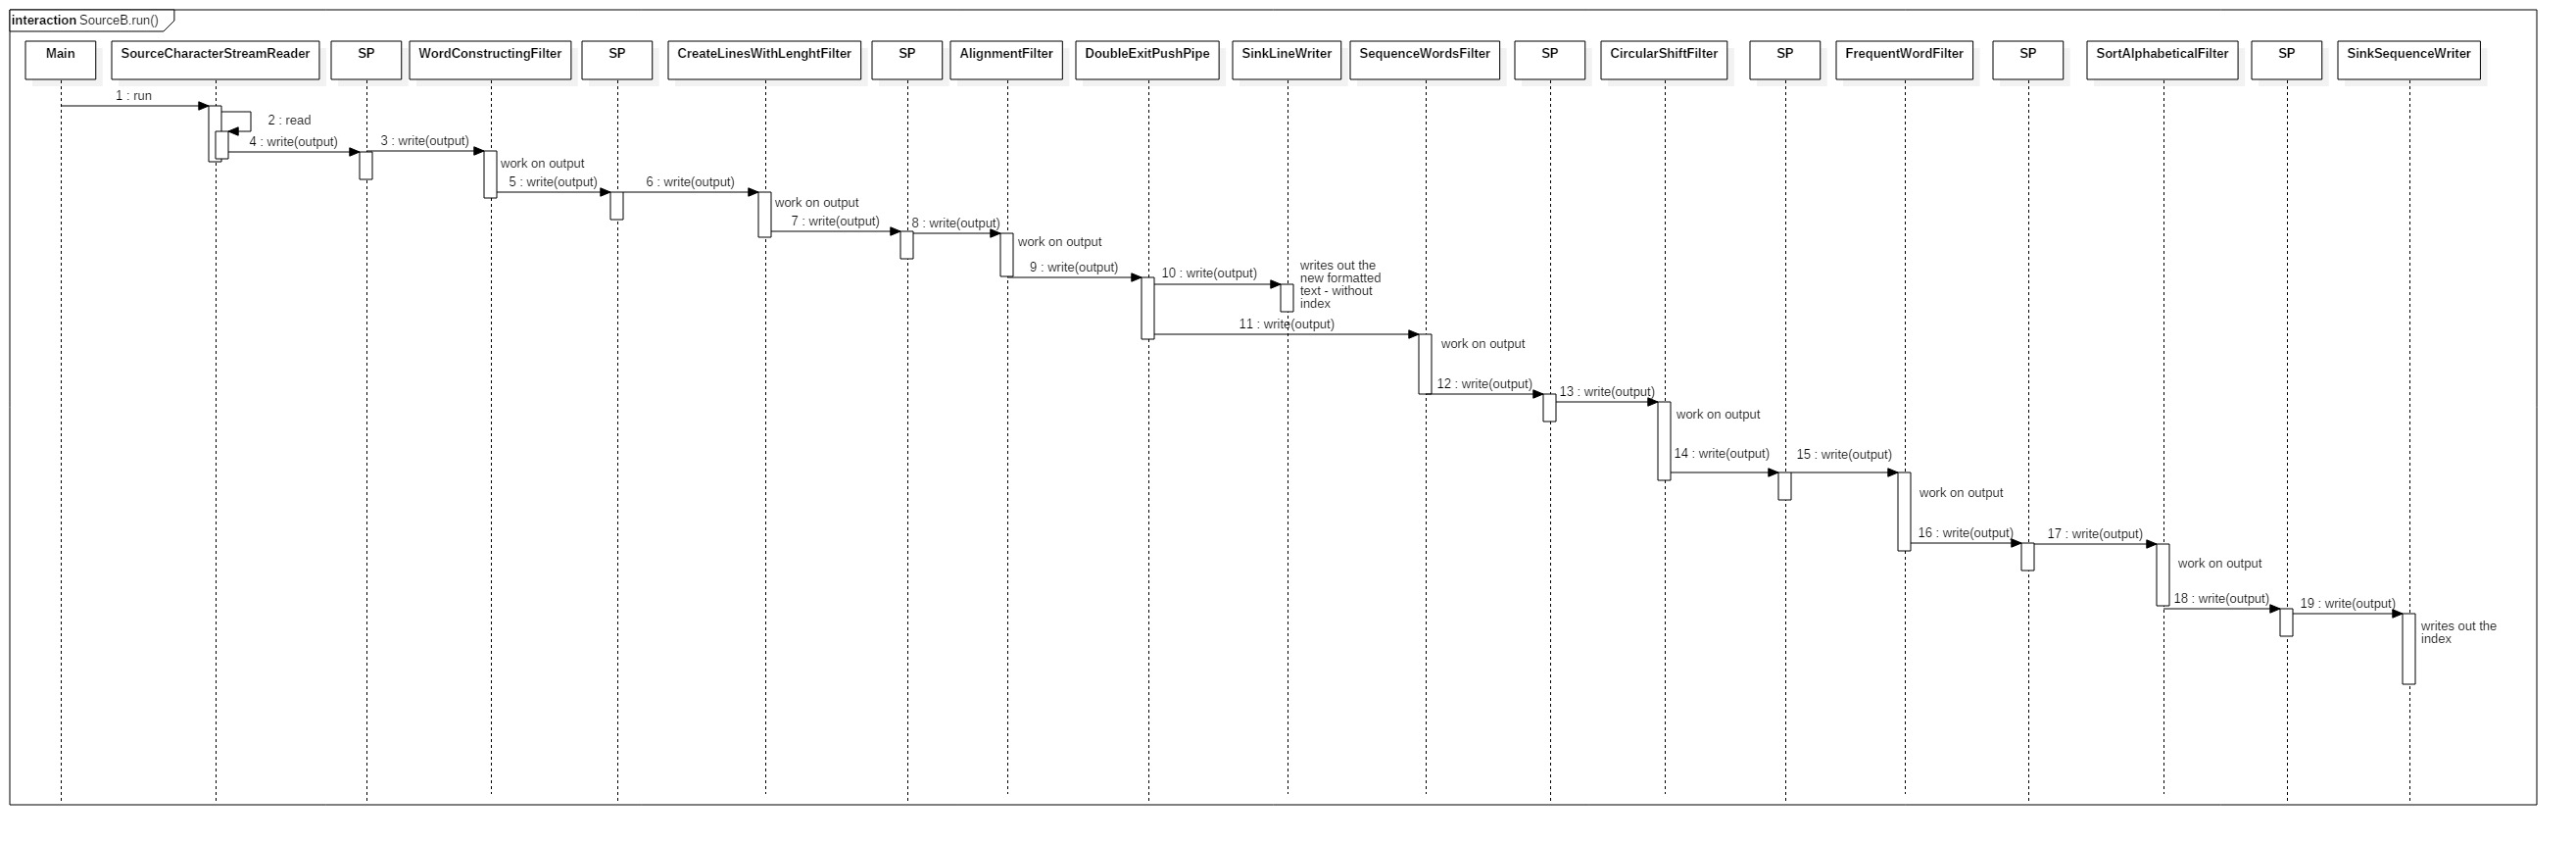 interaction SourceB.run()
Main
SourceCharacterStreamReader
SP
WordConstructingFilter
SP
CreateLinesWithLenghtFilter
SP
AlignmentFilter
DoubleExitPushPipe
SinkLineWriter
SequenceWordsFilter
SP
CircularShiftFilter
SP
FrequentWordFilter
SP
SortAlphabeticalFilter
SP
SinkSequenceWriter
1 : run
2 : read
4 : write(output)
3 : write(output)
work on output
5 : write(output)
6 : write(output)
work on output
7 : write(output)
8 : write(output)
work on output
9 : write(output)
10 : write(output)
writes out the
new formatted
text - without
index
11 : write(output)
work on output
12 : write(output)
13 : write(output)
work on output
14 : write(output)
15 : write(output)
work on output
16 : write(output)
17 : write(output)
work on output
18 : write(output)
19 : write(output)
writes out the
index